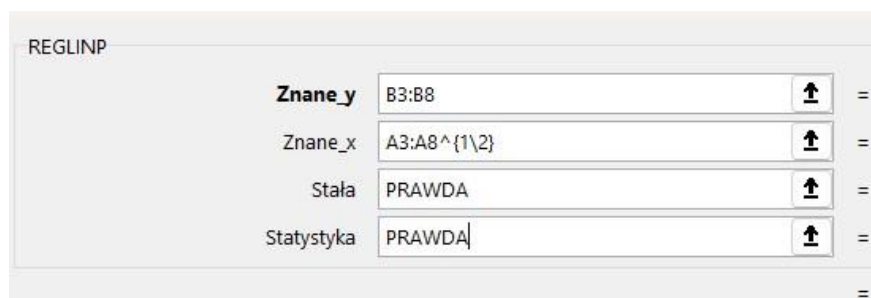 REGLINP
Znane_y B3:B8 =
Znane_x A3:A8^{1\2} =
Stała PRAWDA =
Statystyka PRAWDA =
=